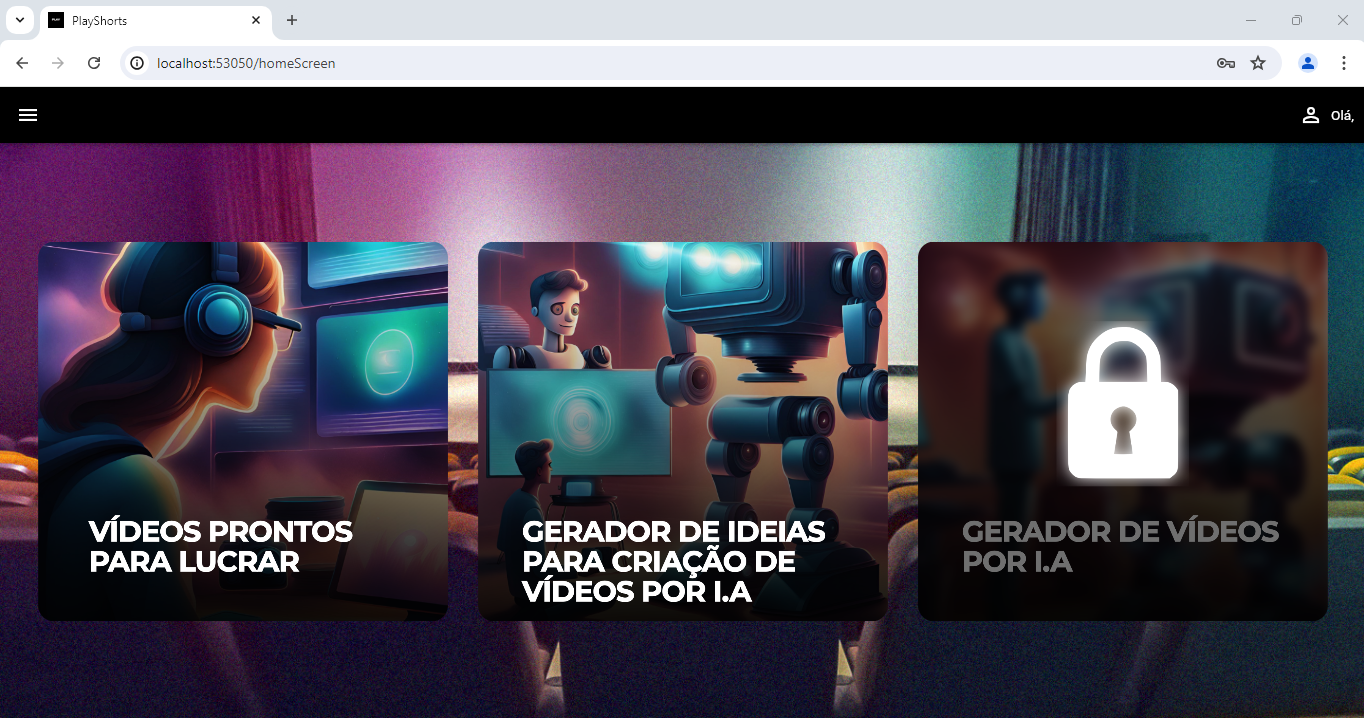 PlayShorts
localhost:53050/homeScreen
Olá,
VÍDEOS PRONTOS
PARA LUCRAR
GERADOR DE IDEIAS
PARA CRIAÇÃO DE
VÍDEOS POR I.A
GERADOR DE VÍDEOS
POR I.A